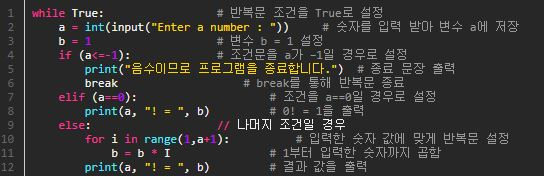 1 while True: # 반복문 조건을 True로 설정
2 a = int(input("Enter a number : ")) # 숫자를 입력 받아 변수 a에 저장
3 b = 1 # 변수 b = 1 설정
4 if (a<=-1): # 조건문을 a가 -1일 경우로 설정
5 print("음수이므로 프로그램을 종료합니다.") # 종료 문장 출력
6 break # break를 통해 반복문 종료
7 elif (a==0): # 조건을 a==0일 경우로 설정
8 print(a, "! = ", b) # 0! = 1을 출력
9 else: // 나머지 조건일 경우
10 for i in range(1,a+1): # 입력한 숫자 값에 맞게 반복문 설정
11 b = b * I # 1부터 입력한 숫자까지 곱함
12 print(a, "! = ", b) # 결과 값을 출력